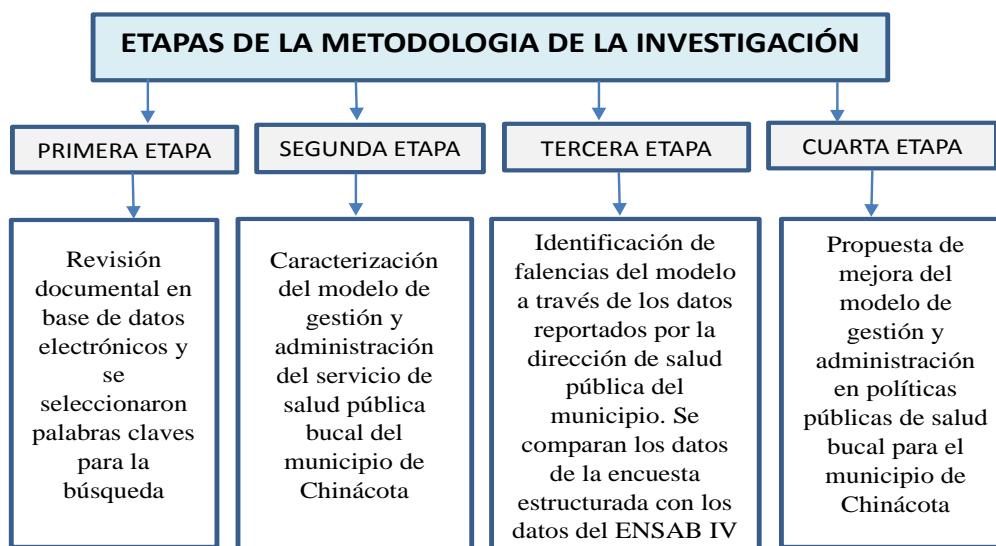 ETAPAS DE LA METODOLOGIA DE LA INVESTIGACIÓN
PRIMERA ETAPA
SEGUNDA ETAPA
TERCERA ETAPA
CUARTA ETAPA
Revisión
documental en
base de datos
electrónicos y
se
seleccionaron
palabras claves
para la
búsqueda
Caracterización
del modelo de
gestión y
administración
del servicio de
salud pública
bucal del
municipio de
Chinácota
Identificación de
falencias del modelo
a través de los datos
reportados por la
dirección de salud
pública del
municipio. Se
comparan los datos
de la encuesta
estructurada con los
datos del ENSAB IV
Propuesta de
mejora del
modelo de
gestión y
administración
en políticas
públicas de salud
bucal para el
municipio de
Chinácota